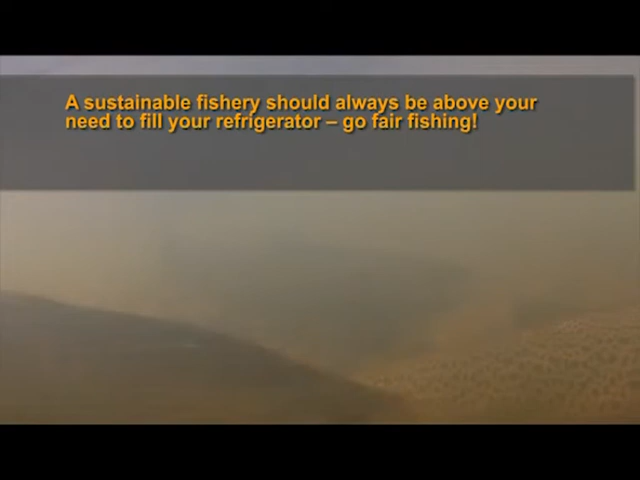 A sustainable fishery should always be above your
need to fill your refrigerator – go fair fishing!